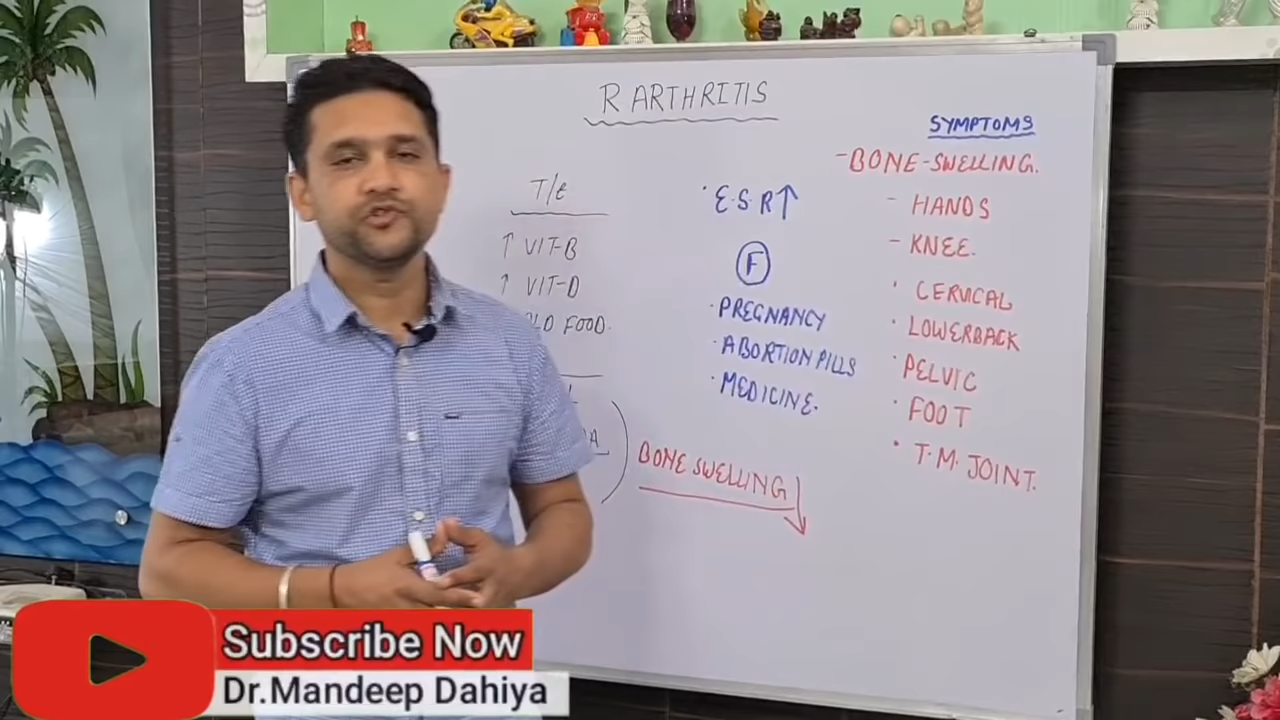 R ARTHRITIS
T/t
↑ VIT-B
↑ VIT-D
FOOD.
• E.S.R↑
F
• PREGNANCY
• ABORTION PILLS
• MEDICINE.
BONE SWELLING ↓
SYMPTOMS
- BONE-SWELLING.
- HANDS
- KNEE.
• CERVICAL
• LOWERBACK
• PELVIC
• FOOT
• T.M. JOINT.
Subscribe Now
Dr.Mandeep Dahiya